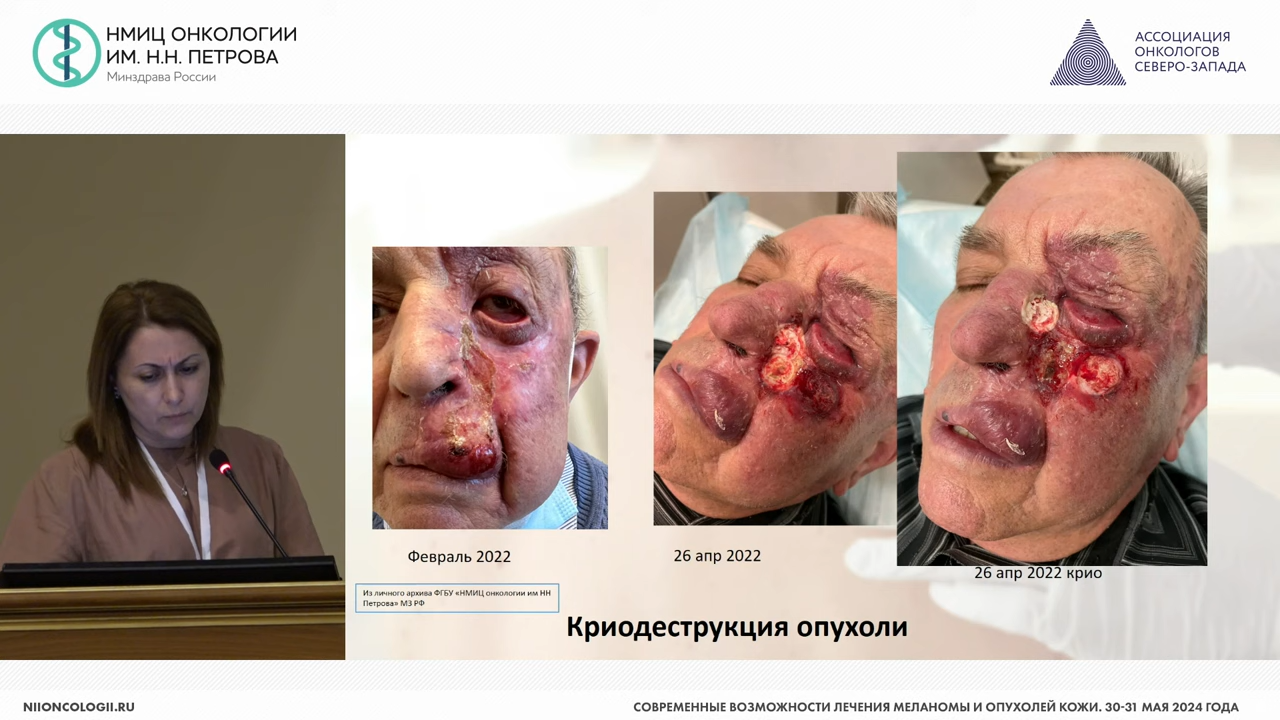 НМИЦ ОНКОЛОГИИ
ИМ. Н.Н. ПЕТРОВА
Минздрава России
АССОЦИАЦИЯ
ОНКОЛОГОВ
СЕВЕРО-ЗАПАДА
Февраль 2022
26 апр 2022
26 апр 2022 крио
Из личного архива ФГБУ «НМИЦ онкологии им НН
Петрова» МЗ РФ
Криодеструкция опухоли
NIIONCOLOGII.RU
СОВРЕМЕННЫЕ ВОЗМОЖНОСТИ ЛЕЧЕНИЯ МЕЛАНОМЫ И ОПУХОЛЕЙ КОЖИ. 30-31 МАЯ 2024 ГОДА